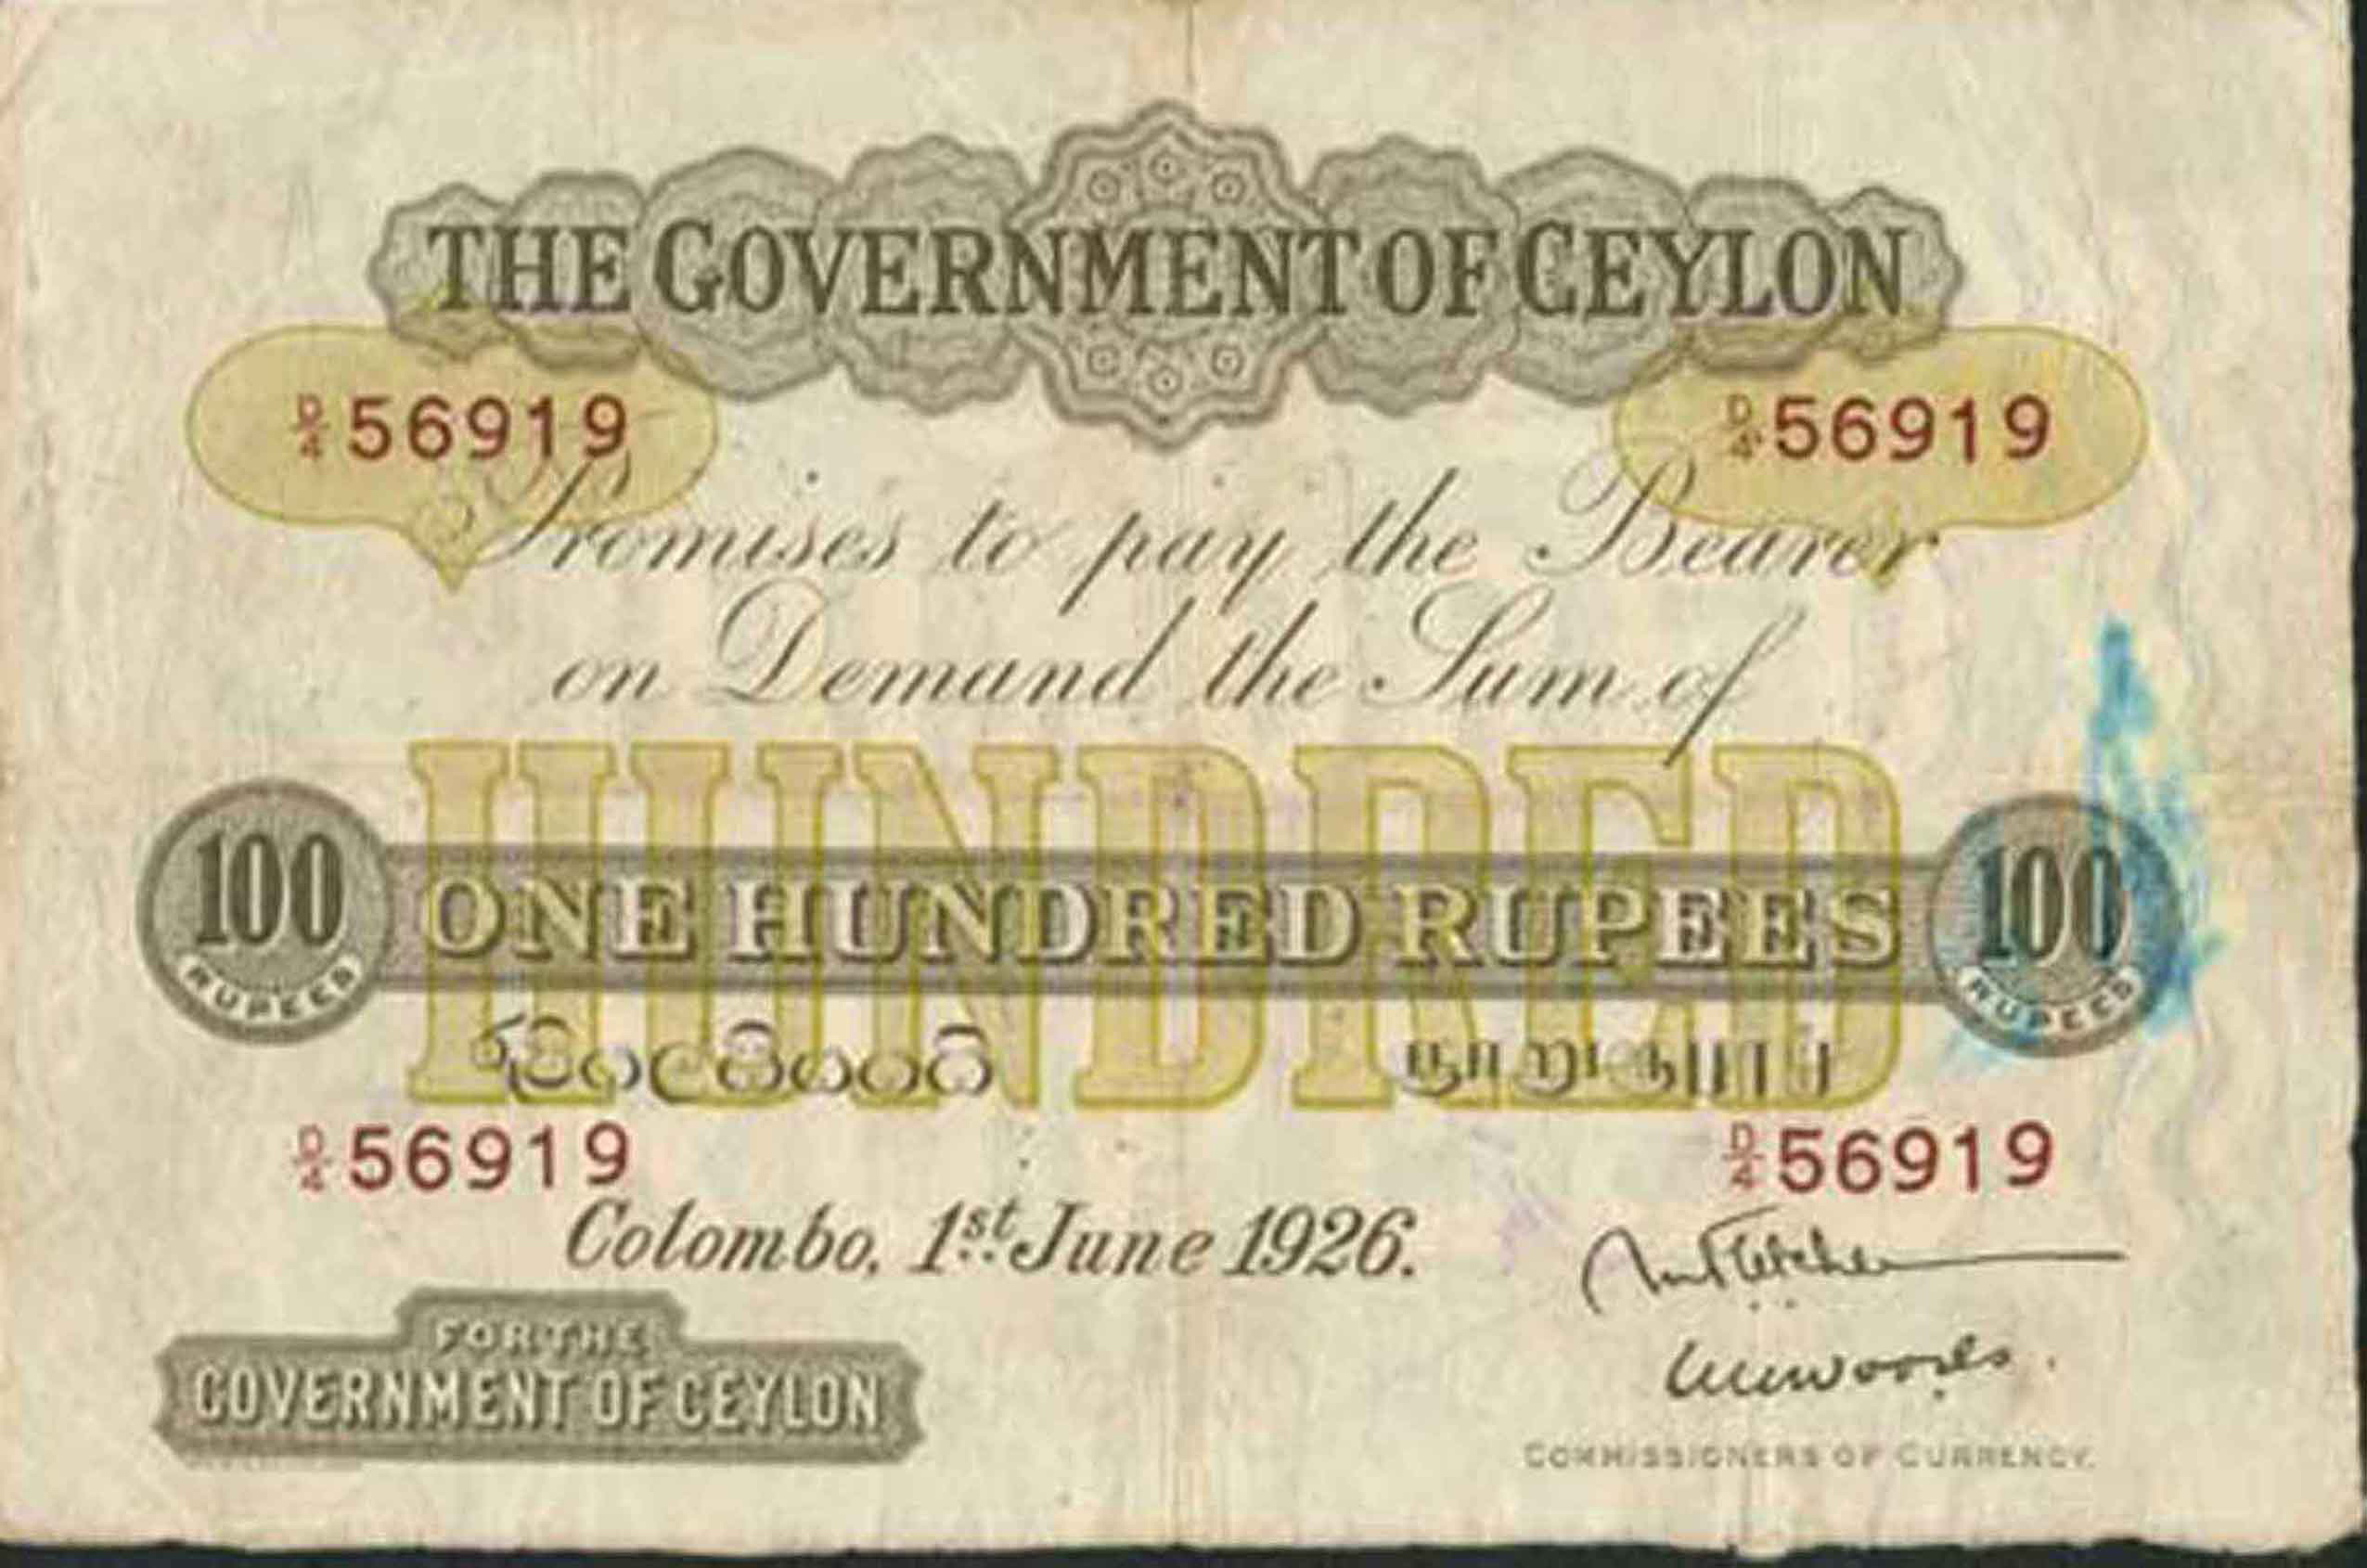 THE GOVERNMENT OF CEYLON
D/4 56919 D/4 56919
Promises to pay the Bearer
on Demand the Sum of
HUNDRED
100 RUPEES ONE HUNDRED RUPEES 100 RUPEES
රුපියල් සියයයි நூறு ரூபாய்
D/4 56919 D/4 56919
Colombo, 1st June 1926.
FOR THE
GOVERNMENT OF CEYLON
COMMISSIONERS OF CURRENCY.